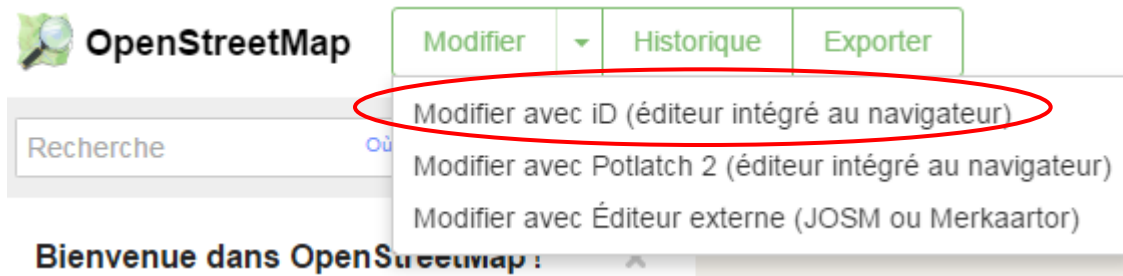 OpenStreetMap Modifier Historique Exporter
Modifier avec iD (éditeur intégré au navigateur)
Recherche Où
Modifier avec Potlatch 2 (éditeur intégré au navigateur)
Modifier avec Éditeur externe (JOSM ou Merkaartor)
Bienvenue dans OpenStreetMap !